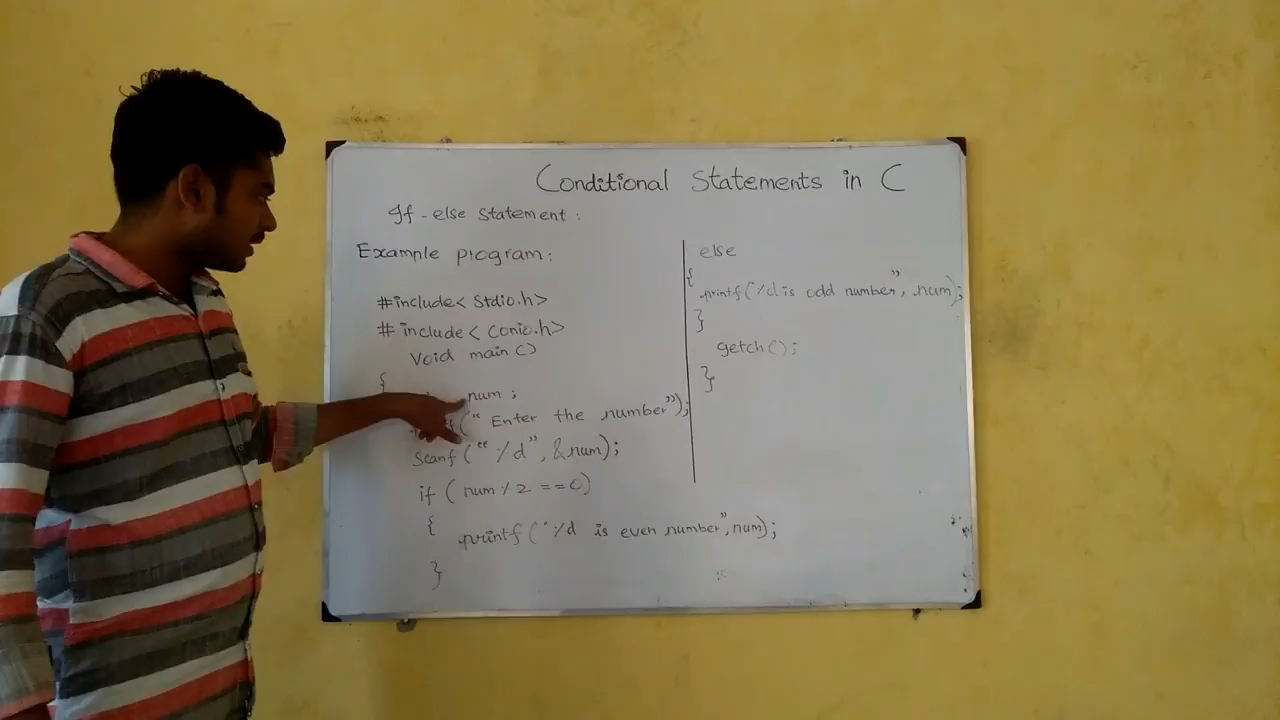 Conditional Statements in C
If - else Statement :
Example program :
#include< Stdio.h>
# include< Conio.h>
Void main ()
{
num ;
(" Enter the number");
Scanf ("%d", &num);
if ( num % 2 ==0)
{
printf ("%d is even number", num);
}
else
{
printf("%d is odd number", num);
}
getch();
}